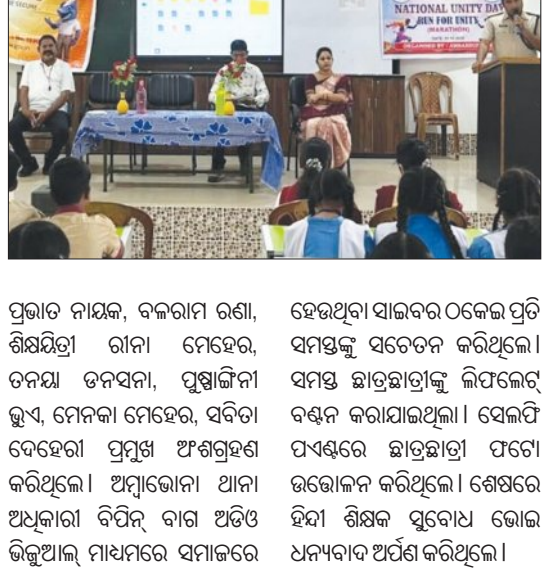 NATIONAL UNITY DAY
RUN FOR UNITY
(MARATHON)
ପ୍ରଭାତ ନାୟକ, ବଳରାମ ରଣା,
ଶିକ୍ଷୟିତ୍ରୀ ରୀନା ମେହେର,
ତନୟା ଡନସନା, ପୁଷ୍ପାଙ୍ଗିନୀ
ଭୁଏ, ମେନକା ମେହେର, ସବିତା
ଦେହେରୀ ପ୍ରମୁଖ ଅଂଶଗ୍ରହଣ
କରିଥିଲେ। ଅମ୍ବାଭୋନା ଥାନା
ଅଧିକାରୀ ବିପିନ୍ ବାଗ ଅଡିଓ
ଭିଜୁଆଲ୍ ମାଧ୍ୟମରେ ସମାଜରେ
ହେଉଥିବା ସାଇବର ଠକେଇ ପ୍ରତି
ସମସ୍ତଙ୍କୁ ସଚେତନ କରିଥିଲେ।
ସମସ୍ତ ଛାତ୍ରଛାତ୍ରୀଙ୍କୁ ଲିଫଲେଟ୍
ବଣ୍ଟନ କରାଯାଇଥିଲା। ସେଲଫି
ପଏଣ୍ଟରେ ଛାତ୍ରଛାତ୍ରୀ ଫଟୋ
ଉତ୍ତୋଳନ କରିଥିଲେ। ଶେଷରେ
ହିନ୍ଦୀ ଶିକ୍ଷକ ସୁବୋଧ ଭୋଇ
ଧନ୍ୟବାଦ ଅର୍ପଣ କରିଥିଲେ।